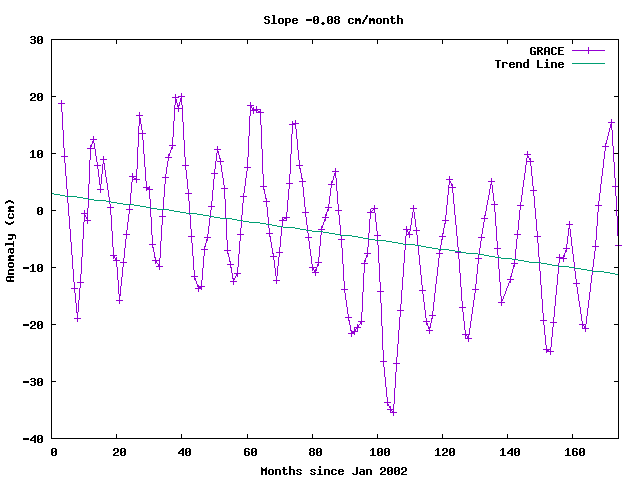 Slope -0.08 cm/month
30
GRACE
Trend Line
20
10
0
-10
-20
-30
-40
Anomaly (cm)
0 20 40 60 80 100 120 140 160
Months since Jan 2002